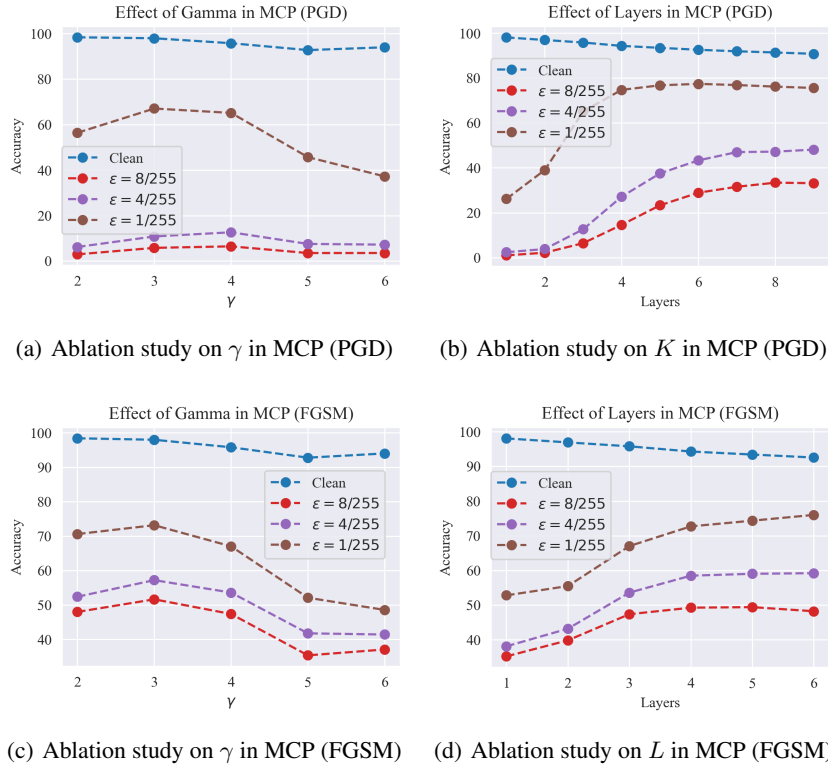 Effect of Gamma in MCP (PGD)
100
80
60
40
20
0
Accuracy
Clean
ε = 8/255
ε = 4/255
ε = 1/255
2 3 4 5 6
γ
(a) Ablation study on γ in MCP (PGD)
Effect of Layers in MCP (PGD)
100
80
60
40
20
0
Accuracy
Clean
ε = 8/255
ε = 4/255
ε = 1/255
2 4 6 8
Layers
(b) Ablation study on K in MCP (PGD)
Effect of Gamma in MCP (FGSM)
100
90
80
70
60
50
40
Accuracy
Clean
ε = 8/255
ε = 4/255
ε = 1/255
2 3 4 5 6
γ
(c) Ablation study on γ in MCP (FGSM)
Effect of Layers in MCP (FGSM)
100
90
80
70
60
50
40
Accuracy
Clean
ε = 8/255
ε = 4/255
ε = 1/255
1 2 3 4 5 6
Layers
(d) Ablation study on L in MCP (FGSM)